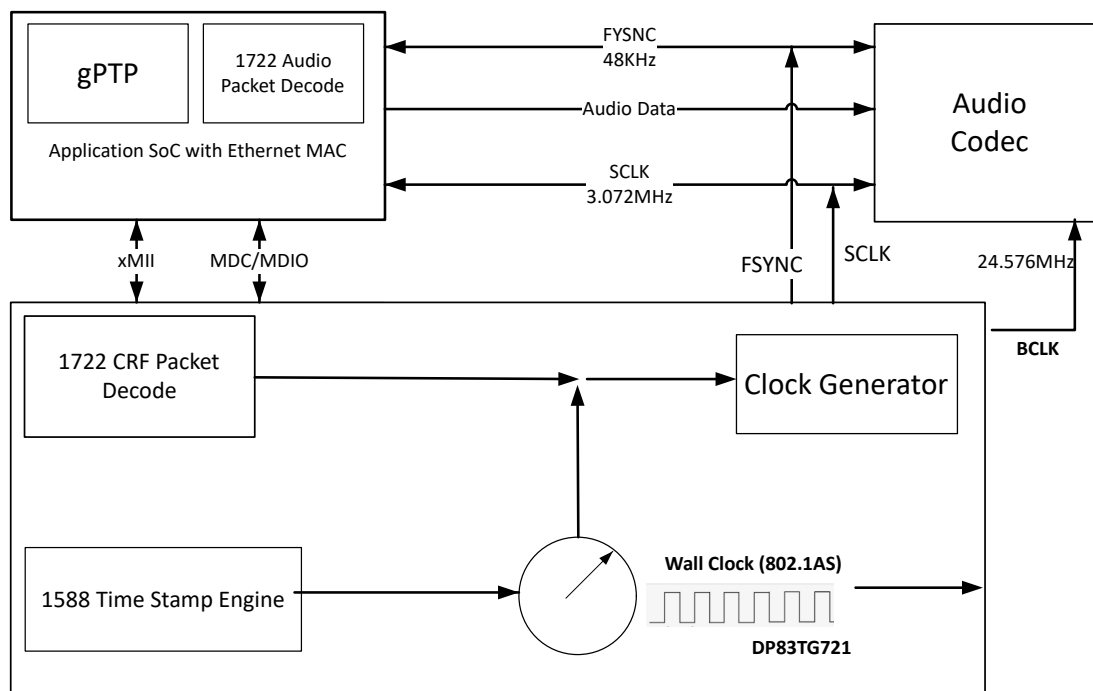 gPTP
1722 Audio
Packet Decode
Application SoC with Ethernet MAC
FYSNC
48KHz
Audio Data
SCLK
3.072MHz
Audio
Codec
xMII
MDC/MDIO
FSYNC
SCLK
24.576MHz
BCLK
1722 CRF Packet
Decode
Clock Generator
1588 Time Stamp Engine
Wall Clock (802.1AS)
DP83TG721